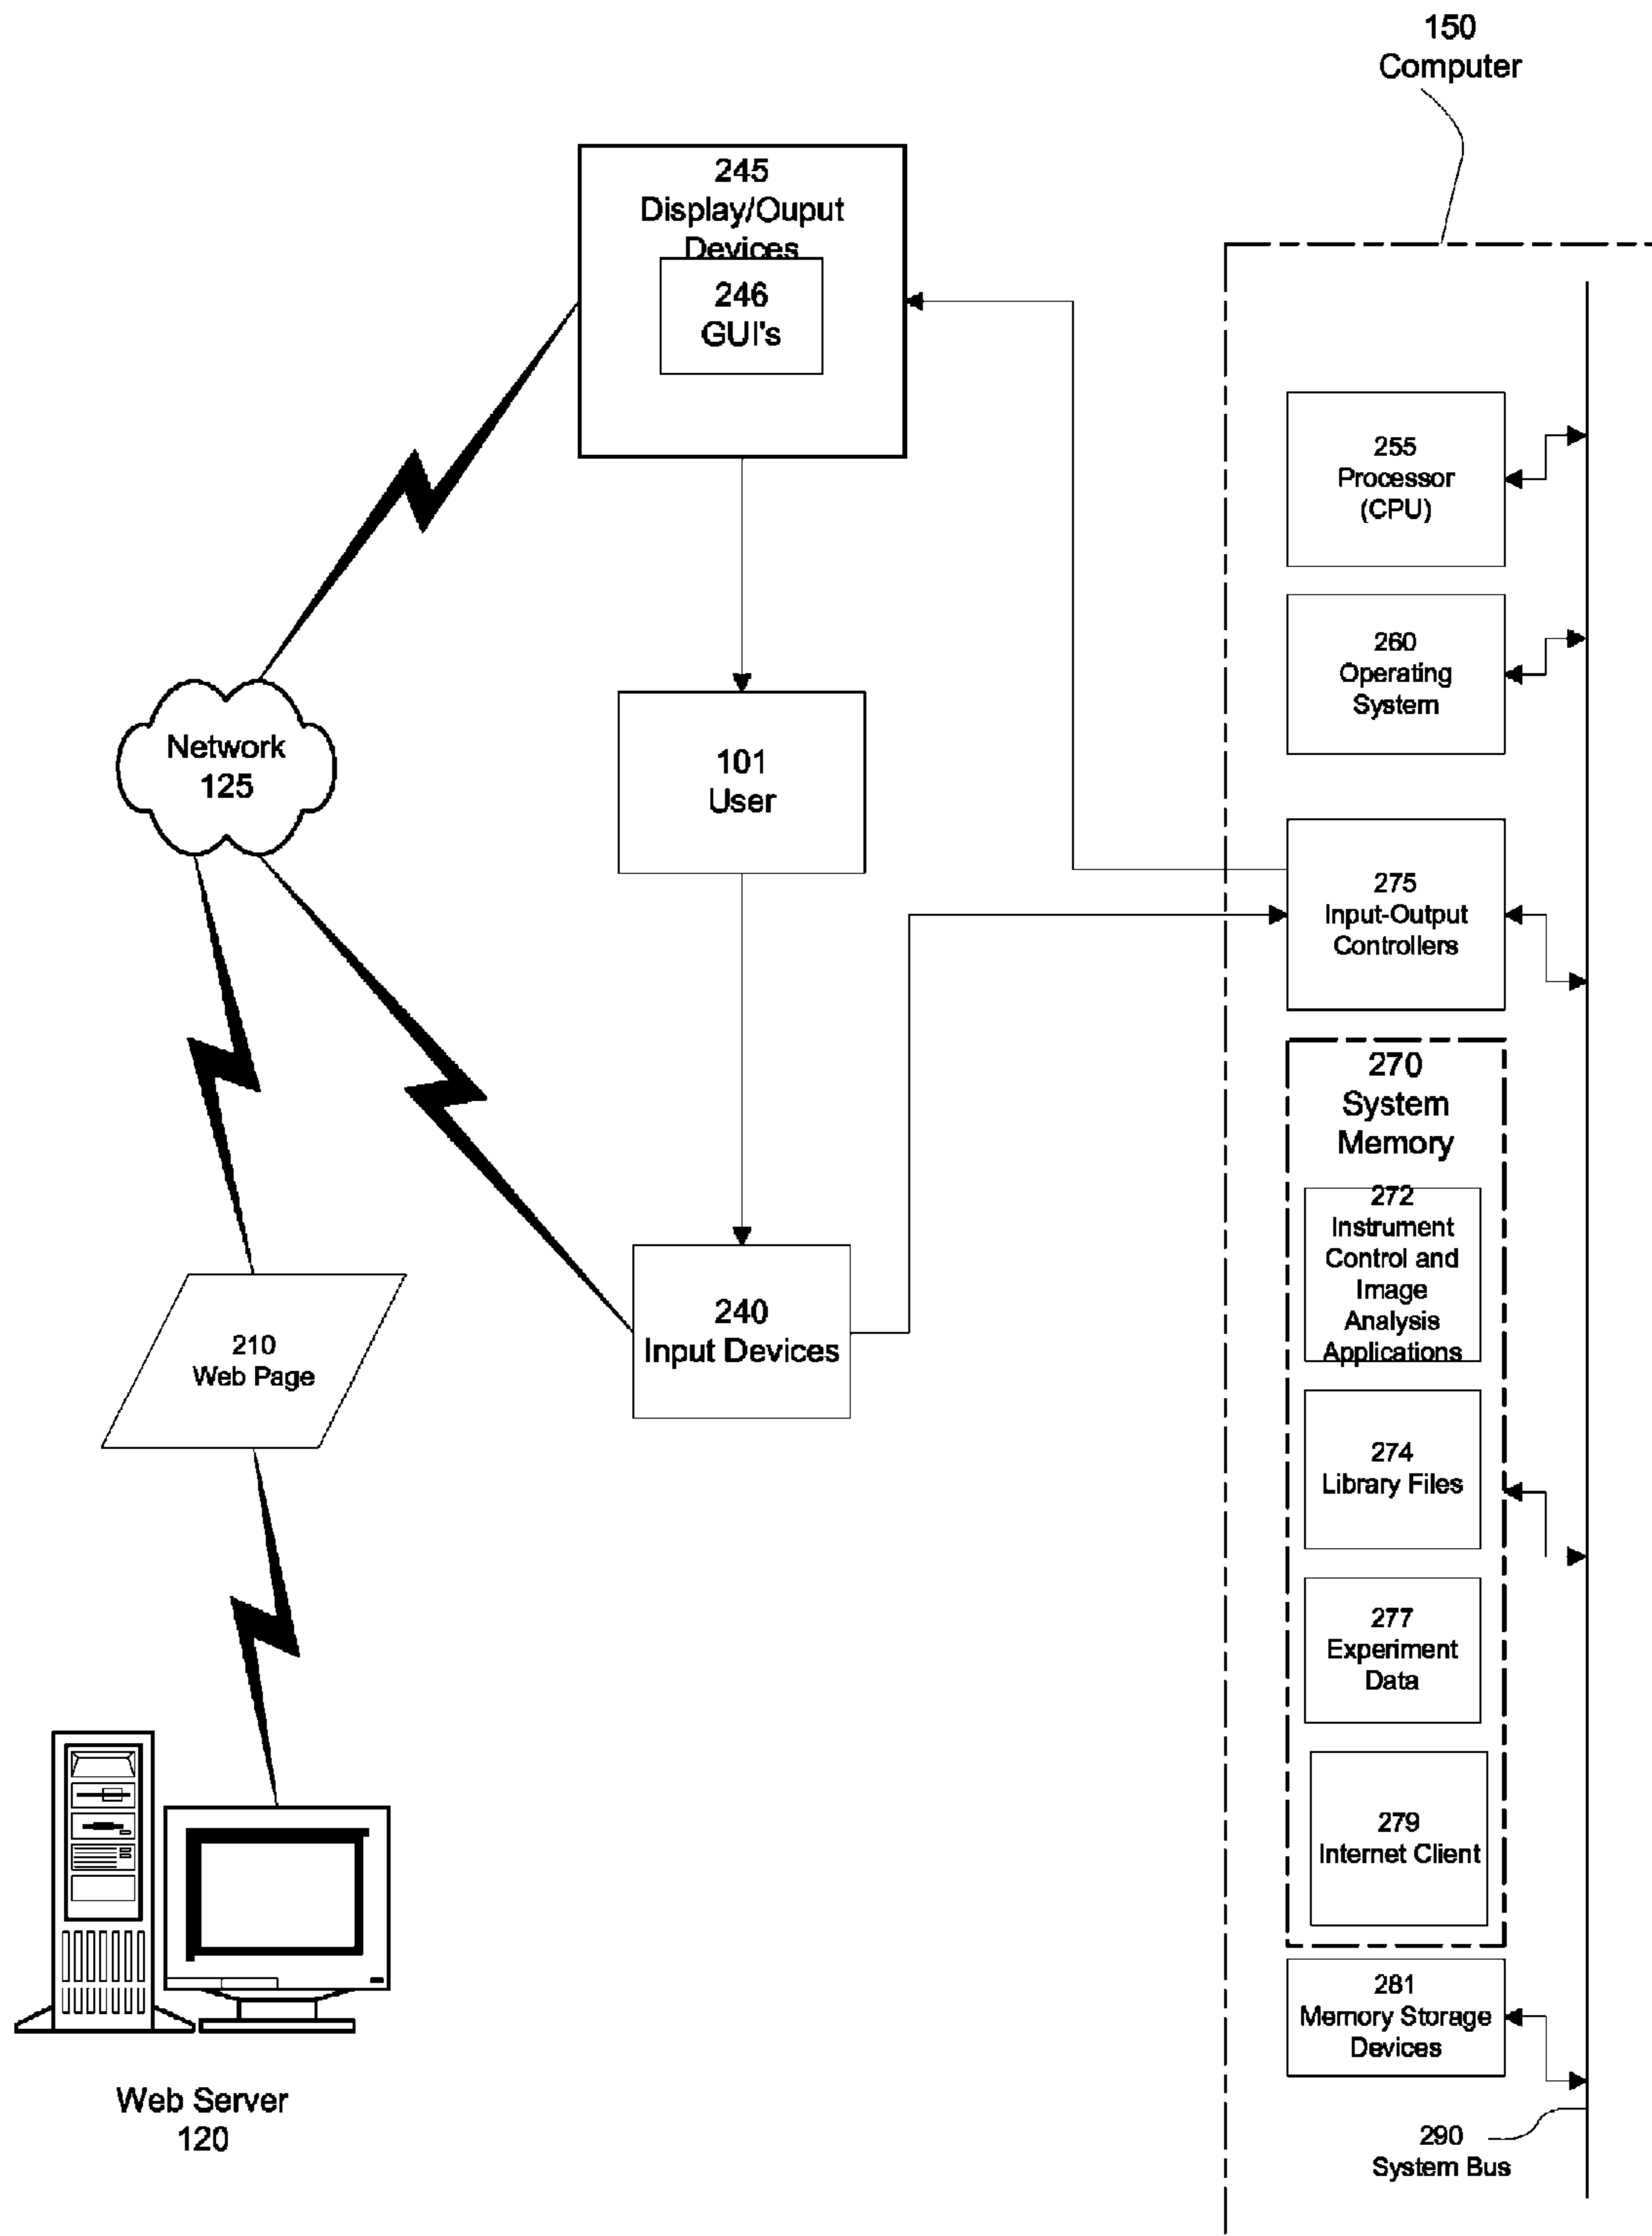 150
Computer
245
Display/Ouput
Devices
246
GUI's
255
Processor
(CPU)
260
Operating
System
Network
125
101
User
275
Input-Output
Controllers
270
System
Memory
272
Instrument
Control and
Image
Analysis
Applications
240
Input Devices
210
Web Page
274
Library Files
277
Experiment
Data
279
Internet Client
281
Memory Storage
Devices
Web Server
120
290
System Bus